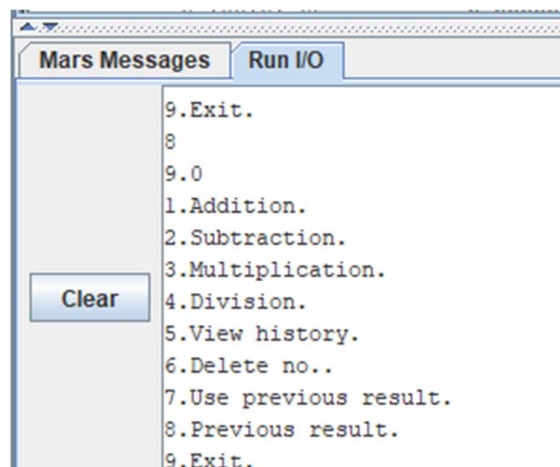 Mars Messages Run I/O
9.Exit.
8
9.0
1.Addition.
2.Subtraction.
3.Multiplication.
Clear
4.Division.
5.View history.
6.Delete no..
7.Use previous result.
8.Previous result.
9.Exit.